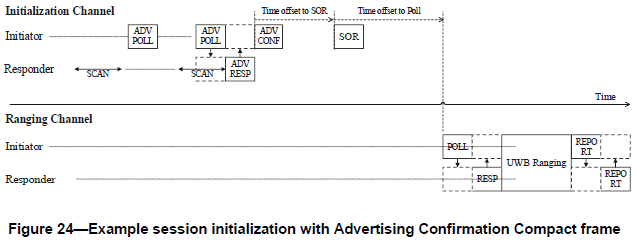 Initialization Channel
Time offset to SOR
Time offset to Poll
Initiator
ADV POLL
ADV POLL
ADV CONF
SOR
Responder
SCAN
SCAN
ADV RESP
Time
Ranging Channel
Initiator
POLL
UWB Ranging
REPO RT
Responder
RESP
REPO RT
Figure 24—Example session initialization with Advertising Confirmation Compact frame